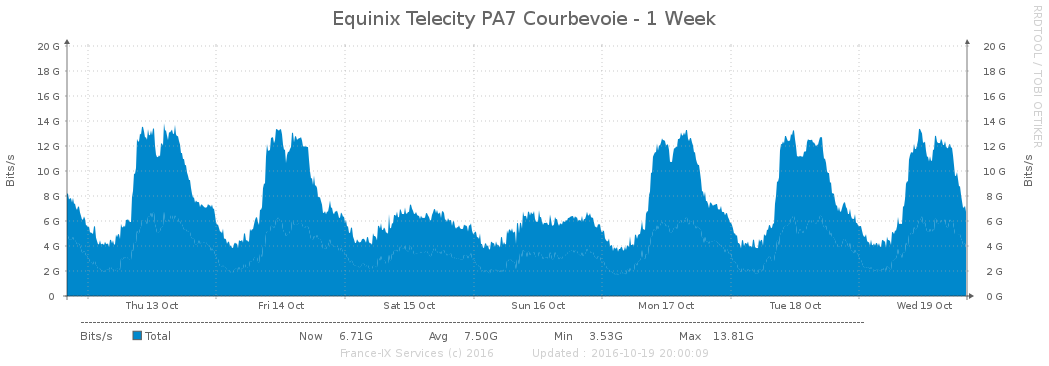 Equinix Telecity PA7 Courbevoie - 1 Week
RRDTOOL / TOBI OETIKER
Bits/s
20 G 20 G
18 G 18 G
16 G 16 G
14 G 14 G
12 G 12 G
10 G 10 G
8 G 8 G
6 G 6 G
4 G 4 G
2 G 2 G
0 0 G
Bits/s
Thu 13 Oct Fri 14 Oct Sat 15 Oct Sun 16 Oct Mon 17 Oct Tue 18 Oct Wed 19 Oct
Bits/s Total Now 6.71G Avg 7.50G Min 3.53G Max 13.81G
France-IX Services (c) 2016 Updated : 2016-10-19 20:00:09